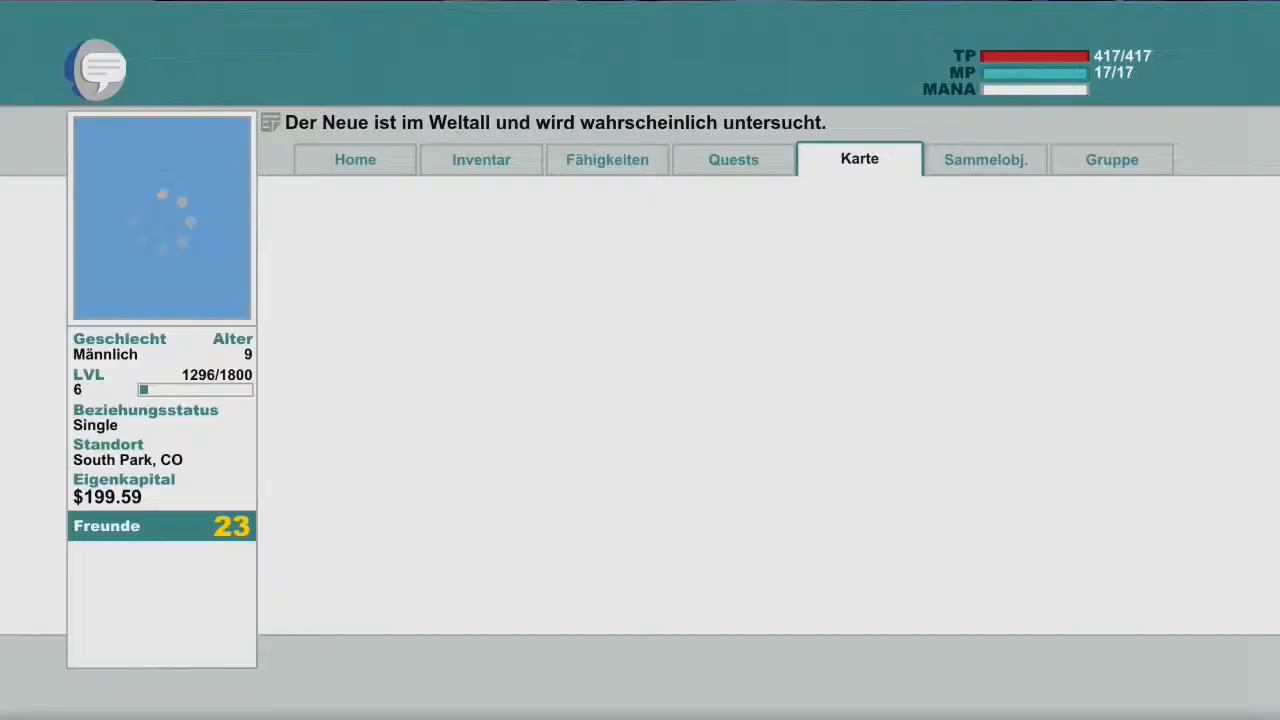 TP 417/417
MP 17/17
MANA
Der Neue ist im Weltall und wird wahrscheinlich untersucht.
Home Inventar Fähigkeiten Quests Karte Sammelobj. Gruppe
Geschlecht Alter
Männlich 9
LVL 1296/1800
6
Beziehungsstatus
Single
Standort
South Park, CO
Eigenkapital
$199.59
Freunde 23